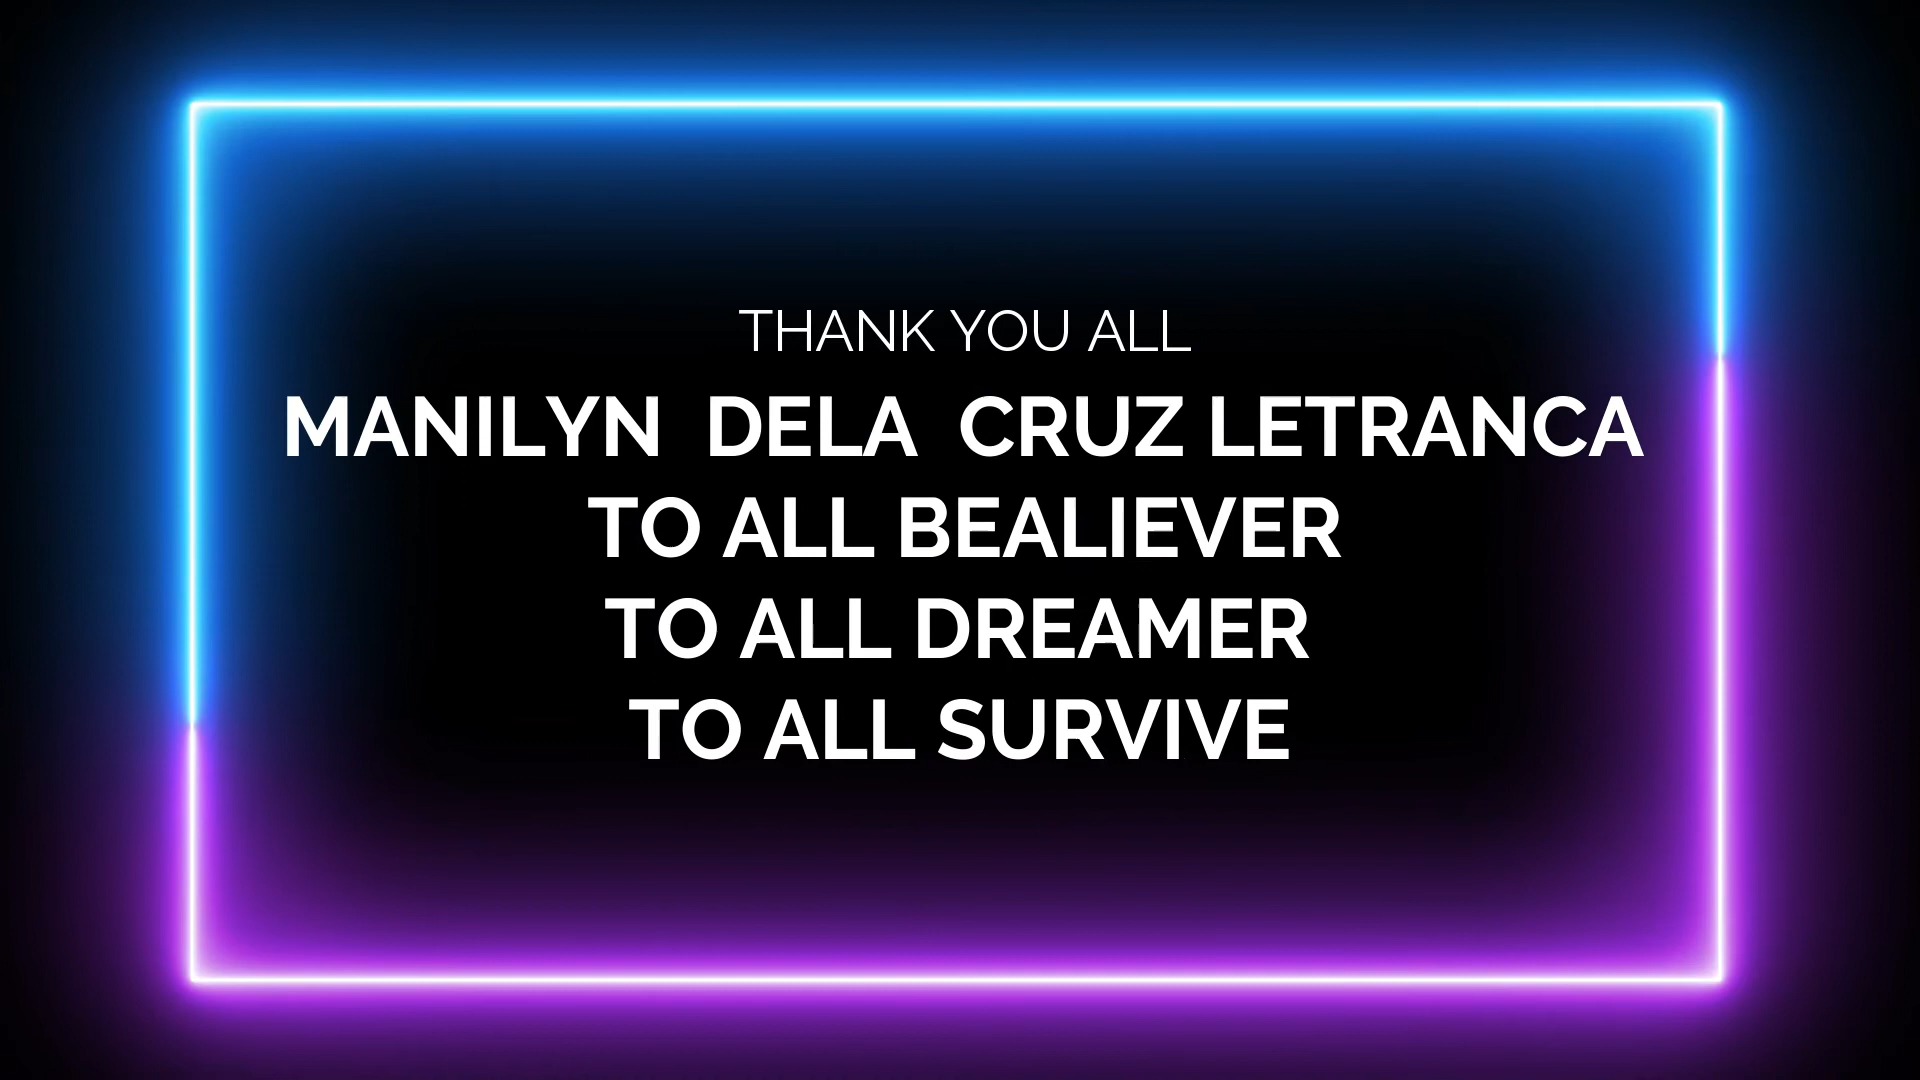 THANK YOU ALL
MANILYN  DELA  CRUZ LETRANCA
TO ALL BEALIEVER
TO ALL DREAMER
TO ALL SURVIVE